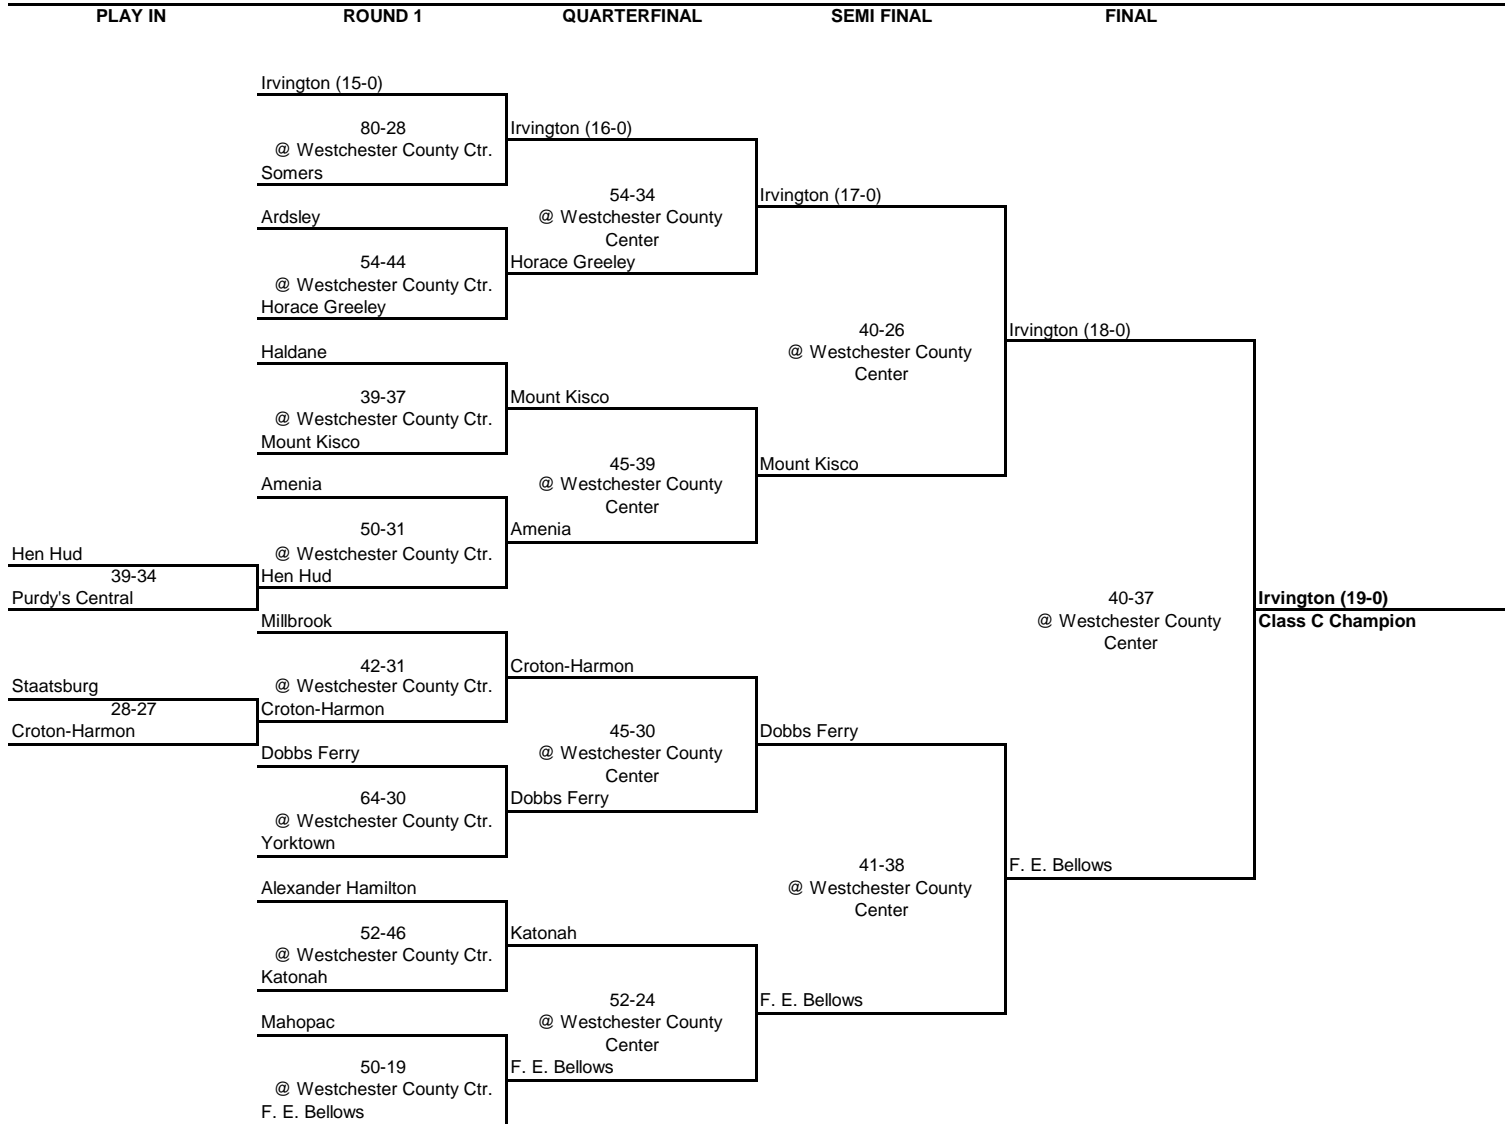 PLAY IN
ROUND 1
QUARTERFINAL
SEMI FINAL
FINAL
Irvington (15-0)
80-28
@ Westchester County Ctr.
Somers
Irvington (16-0)
Ardsley
54-44
@ Westchester County Ctr.
Horace Greeley
54-34
@ Westchester County
Center
Horace Greeley
Irvington (17-0)
Haldane
39-37
@ Westchester County Ctr.
Mount Kisco
Mount Kisco
40-26
@ Westchester County
Center
Irvington (18-0)
Amenia
50-31
@ Westchester County Ctr.
Hen Hud
45-39
@ Westchester County
Center
Amenia
Mount Kisco
Hen Hud
39-34
Purdy's Central
40-37
@ Westchester County
Center
Irvington (19-0)
Class C Champion
Millbrook
42-31
@ Westchester County Ctr.
Croton-Harmon
Croton-Harmon
Staatsburg
28-27
Croton-Harmon
45-30
@ Westchester County
Center
Dobbs Ferry
Dobbs Ferry
Dobbs Ferry
64-30
@ Westchester County Ctr.
Yorktown
41-38
@ Westchester County
Center
F. E. Bellows
Alexander Hamilton
52-46
@ Westchester County Ctr.
Katonah
Katonah
52-24
@ Westchester County
Center
F. E. Bellows
F. E. Bellows
Mahopac
50-19
@ Westchester County Ctr.
F. E. Bellows